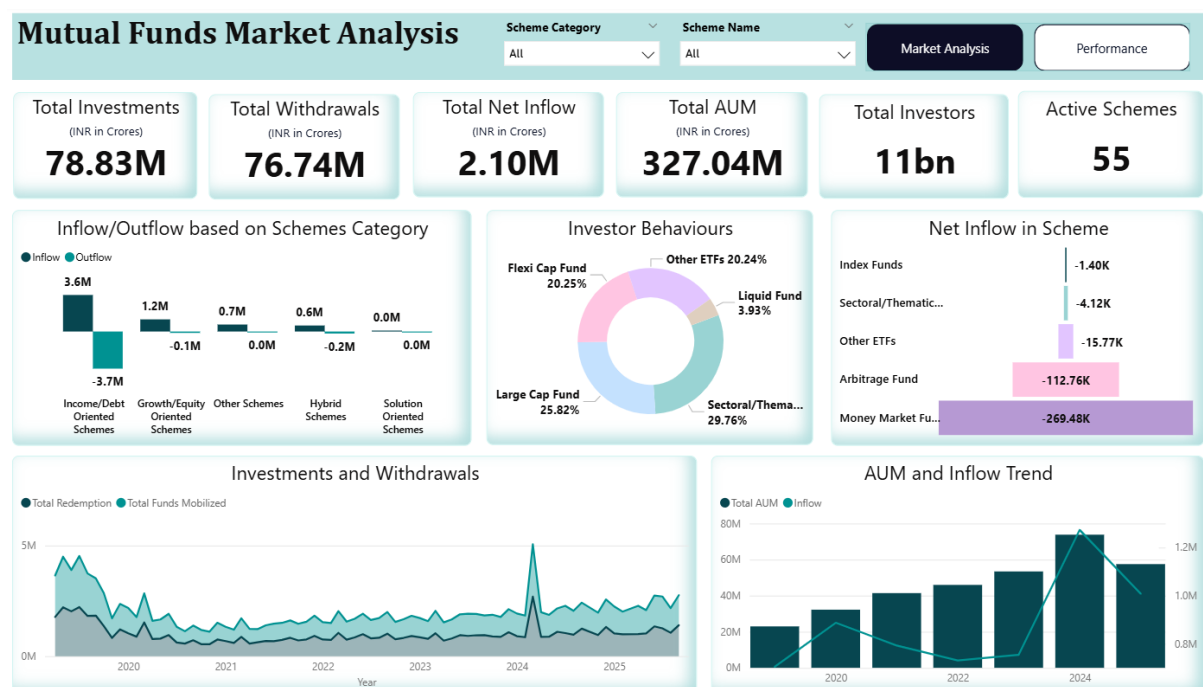 Mutual Funds Market Analysis
Scheme Category
All
Scheme Name
All
Market Analysis
Performance
Total Investments
(INR in Crores)
78.83M
Total Withdrawals
(INR in Crores)
76.74M
Total Net Inflow
(INR in Crores)
2.10M
Total AUM
(INR in Crores)
327.04M
Total Investors
11bn
Active Schemes
55
Inflow/Outflow based on Schemes Category
Inflow Outflow
3.6M
-3.7M
1.2M
-0.1M
0.7M
0.0M
0.6M
-0.2M
0.0M
0.0M
Income/Debt
Oriented
Schemes
Growth/Equity
Oriented
Schemes
Other Schemes
Hybrid
Schemes
Solution
Oriented
Schemes
Investor Behaviours
Other ETFs 20.24%
Flexi Cap Fund
20.25%
Liquid Fund
3.93%
Large Cap Fund
25.82%
Sectoral/Thema...
29.76%
Net Inflow in Scheme
Index Funds -1.40K
Sectoral/Thematic... -4.12K
Other ETFs -15.77K
Arbitrage Fund -112.76K
Money Market Fu... -269.48K
Investments and Withdrawals
Total Redemption Total Funds Mobilized
5M
0M
2020 2021 2022 2023 2024 2025
Year
AUM and Inflow Trend
Total AUM Inflow
80M
60M
40M
20M
0M
1.2M
1.0M
0.8M
2020 2022 2024